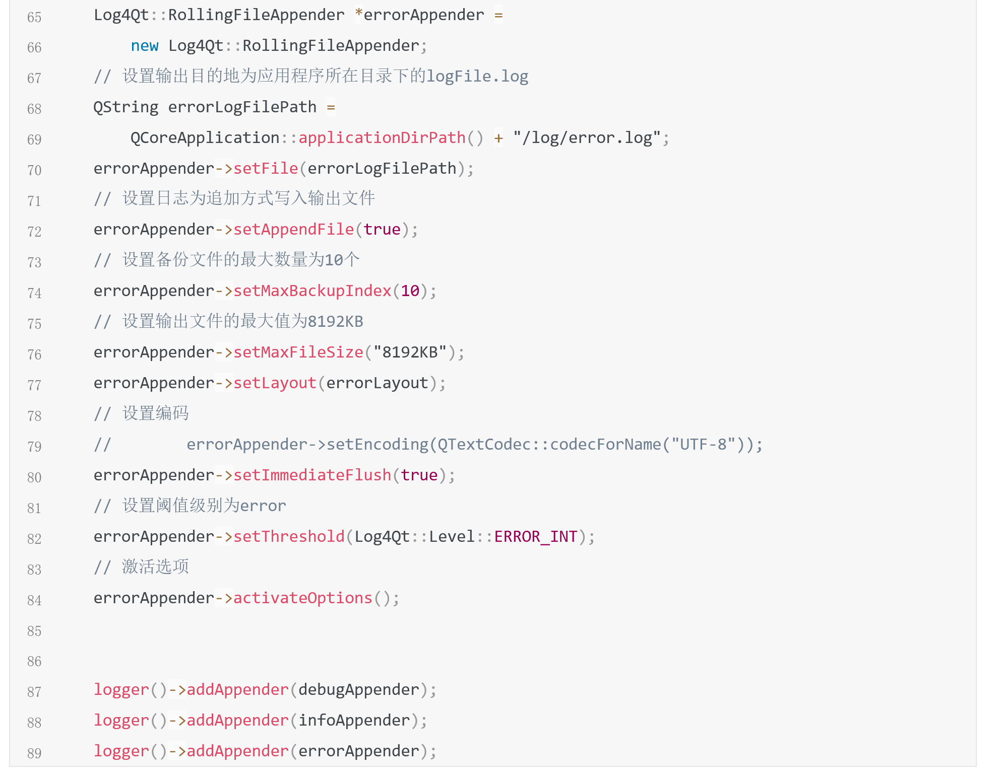 65 Log4Qt::RollingFileAppender *errorAppender =
66 new Log4Qt::RollingFileAppender;
67 // 设置输出目的地为应用程序所在目录下的logFile.log
68 QString errorLogFilePath =
69 QCoreApplication::applicationDirPath() + "/log/error.log";
70 errorAppender->setFile(errorLogFilePath);
71 // 设置日志为追加方式写入输出文件
72 errorAppender->setAppendFile(true);
73 // 设置备份文件的最大数量为10个
74 errorAppender->setMaxBackupIndex(10);
75 // 设置输出文件的最大值为8192KB
76 errorAppender->setMaxFileSize("8192KB");
77 errorAppender->setLayout(errorLayout);
78 // 设置编码
79 //        errorAppender->setEncoding(QTextCodec::codecForName("UTF-8"));
80 errorAppender->setImmediateFlush(true);
81 // 设置阈值级别为error
82 errorAppender->setThreshold(Log4Qt::Level::ERROR_INT);
83 // 激活选项
84 errorAppender->activateOptions();
85
86
87 logger()->addAppender(debugAppender);
88 logger()->addAppender(infoAppender);
89 logger()->addAppender(errorAppender);